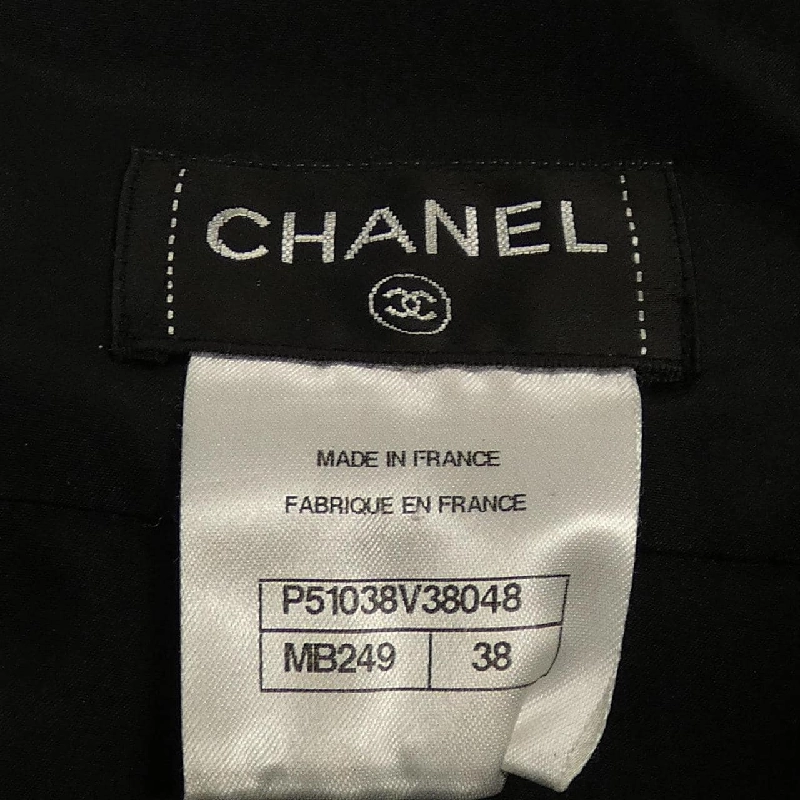 CHANEL
MADE IN FRANCE
FABRIQUE EN FRANCE
P51038V38048
MB249 38